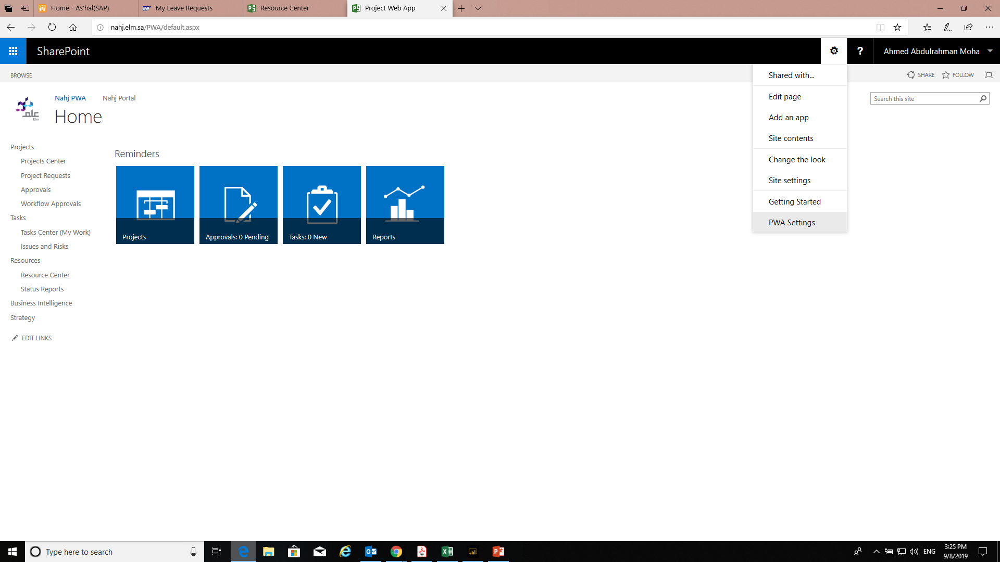 Home - As'hal(SAP)
My Leave Requests
Resource Center
Project Web App
nahj.elm.sa/PWA/default.aspx
SharePoint
?
Ahmed Abdulrahman Moha
BROWSE
SHARE
FOLLOW
علم
Elm
Nahj PWA
Nahj Portal
Home
Search this site
Shared with...
Edit page
Add an app
Site contents
Change the look
Site settings
Getting Started
PWA Settings
Projects
Projects Center
Project Requests
Approvals
Workflow Approvals
Tasks
Tasks Center (My Work)
Issues and Risks
Resources
Resource Center
Status Reports
Business Intelligence
Strategy
EDIT LINKS
Reminders
Projects
Approvals: 0 Pending
Tasks: 0 New
Reports
Type here to search
ENG
3:25 PM
9/8/2019